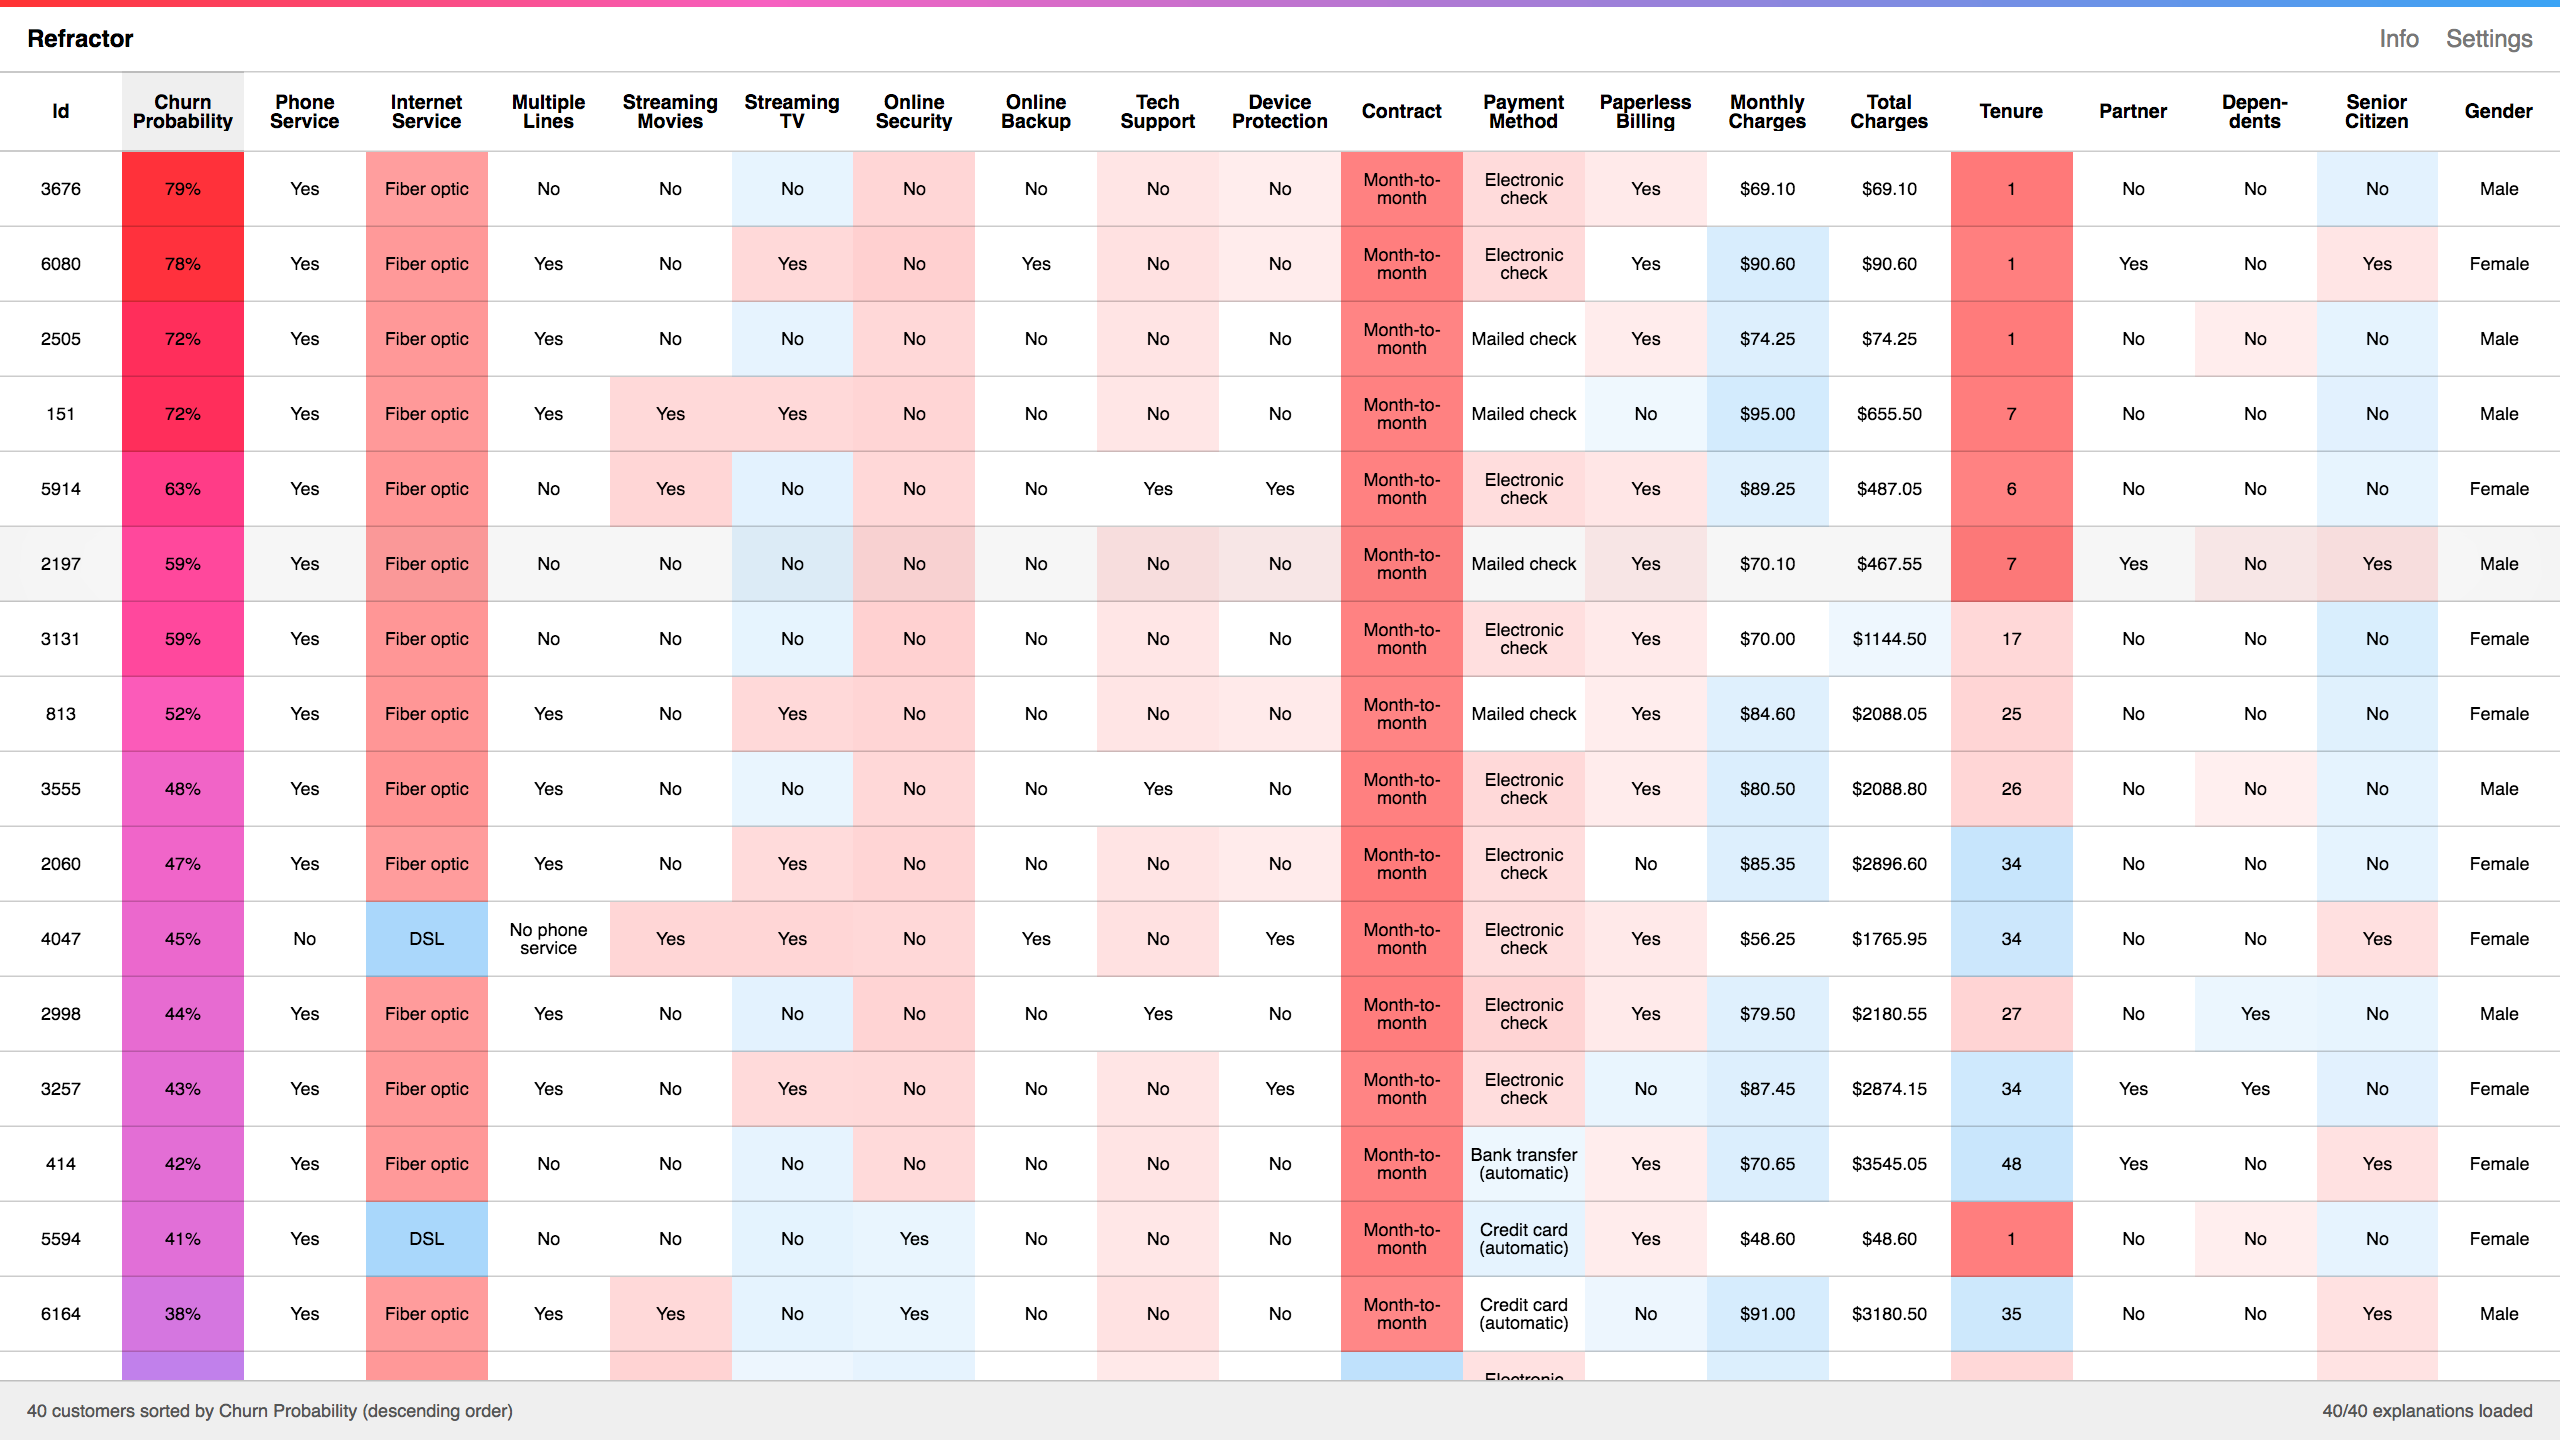 Refractor Info Settings
Id Churn Probability Phone Service Internet Service Multiple Lines Streaming Movies Streaming TV Online Security Online Backup Tech Support Device Protection Contract Payment Method Paperless Billing Monthly Charges Total Charges Tenure Partner Depen-dents Senior Citizen Gender
3676 79% Yes Fiber optic No No No No No No No Month-to-month Electronic check Yes $69.10 $69.10 1 No No No Male
6080 78% Yes Fiber optic Yes No Yes No Yes No No Month-to-month Electronic check Yes $90.60 $90.60 1 Yes No Yes Female
2505 72% Yes Fiber optic Yes No No No No No No Month-to-month Mailed check Yes $74.25 $74.25 1 No No No Male
151 72% Yes Fiber optic Yes Yes Yes No No No No Month-to-month Mailed check No $95.00 $655.50 7 No No No Male
5914 63% Yes Fiber optic No Yes No No No Yes Yes Month-to-month Electronic check Yes $89.25 $487.05 6 No No No Female
2197 59% Yes Fiber optic No No No No No No No Month-to-month Mailed check Yes $70.10 $467.55 7 Yes No Yes Male
3131 59% Yes Fiber optic No No No No No No No Month-to-month Electronic check Yes $70.00 $1144.50 17 No No No Female
813 52% Yes Fiber optic Yes No Yes No No No No Month-to-month Mailed check Yes $84.60 $2088.05 25 No No No Female
3555 48% Yes Fiber optic Yes No No No No Yes No Month-to-month Electronic check Yes $80.50 $2088.80 26 No No No Male
2060 47% Yes Fiber optic Yes No Yes No No No No Month-to-month Electronic check No $85.35 $2896.60 34 No No No Female
4047 45% No DSL No phone service Yes Yes No Yes No Yes Month-to-month Electronic check Yes $56.25 $1765.95 34 No No Yes Female
2998 44% Yes Fiber optic Yes No No No No Yes No Month-to-month Electronic check Yes $79.50 $2180.55 27 No Yes No Male
3257 43% Yes Fiber optic Yes No Yes No No No Yes Month-to-month Electronic check No $87.45 $2874.15 34 Yes Yes No Female
414 42% Yes Fiber optic No No No No No No No Month-to-month Bank transfer (automatic) Yes $70.65 $3545.05 48 Yes No Yes Female
5594 41% Yes DSL No No No Yes No No No Month-to-month Credit card (automatic) Yes $48.60 $48.60 1 No No No Female
6164 38% Yes Fiber optic Yes Yes No Yes No No No Month-to-month Credit card (automatic) No $91.00 $3180.50 35 No No Yes Male
Electronic
40 customers sorted by Churn Probability (descending order) 40/40 explanations loaded